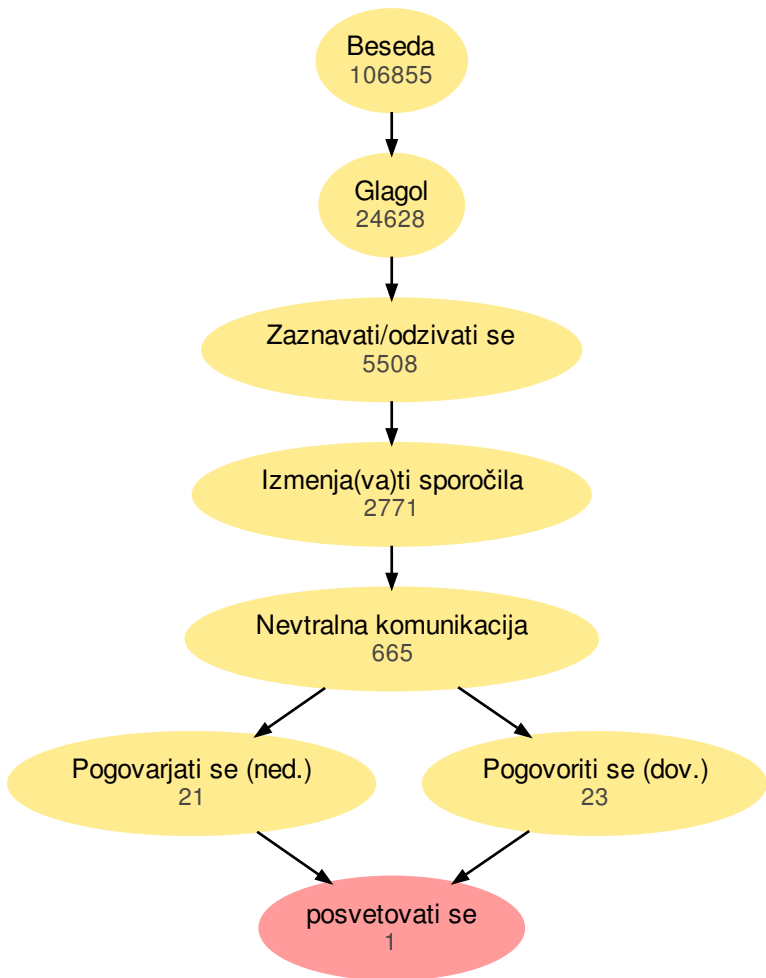 Beseda
106855
Glagol
24628
Zaznavati/odzivati se
5508
Izmenja(va)ti sporočila
2771
Nevtralna komunikacija
665
Pogovarjati se (ned.)
21
Pogovoriti se (dov.)
23
posvetovati se
1